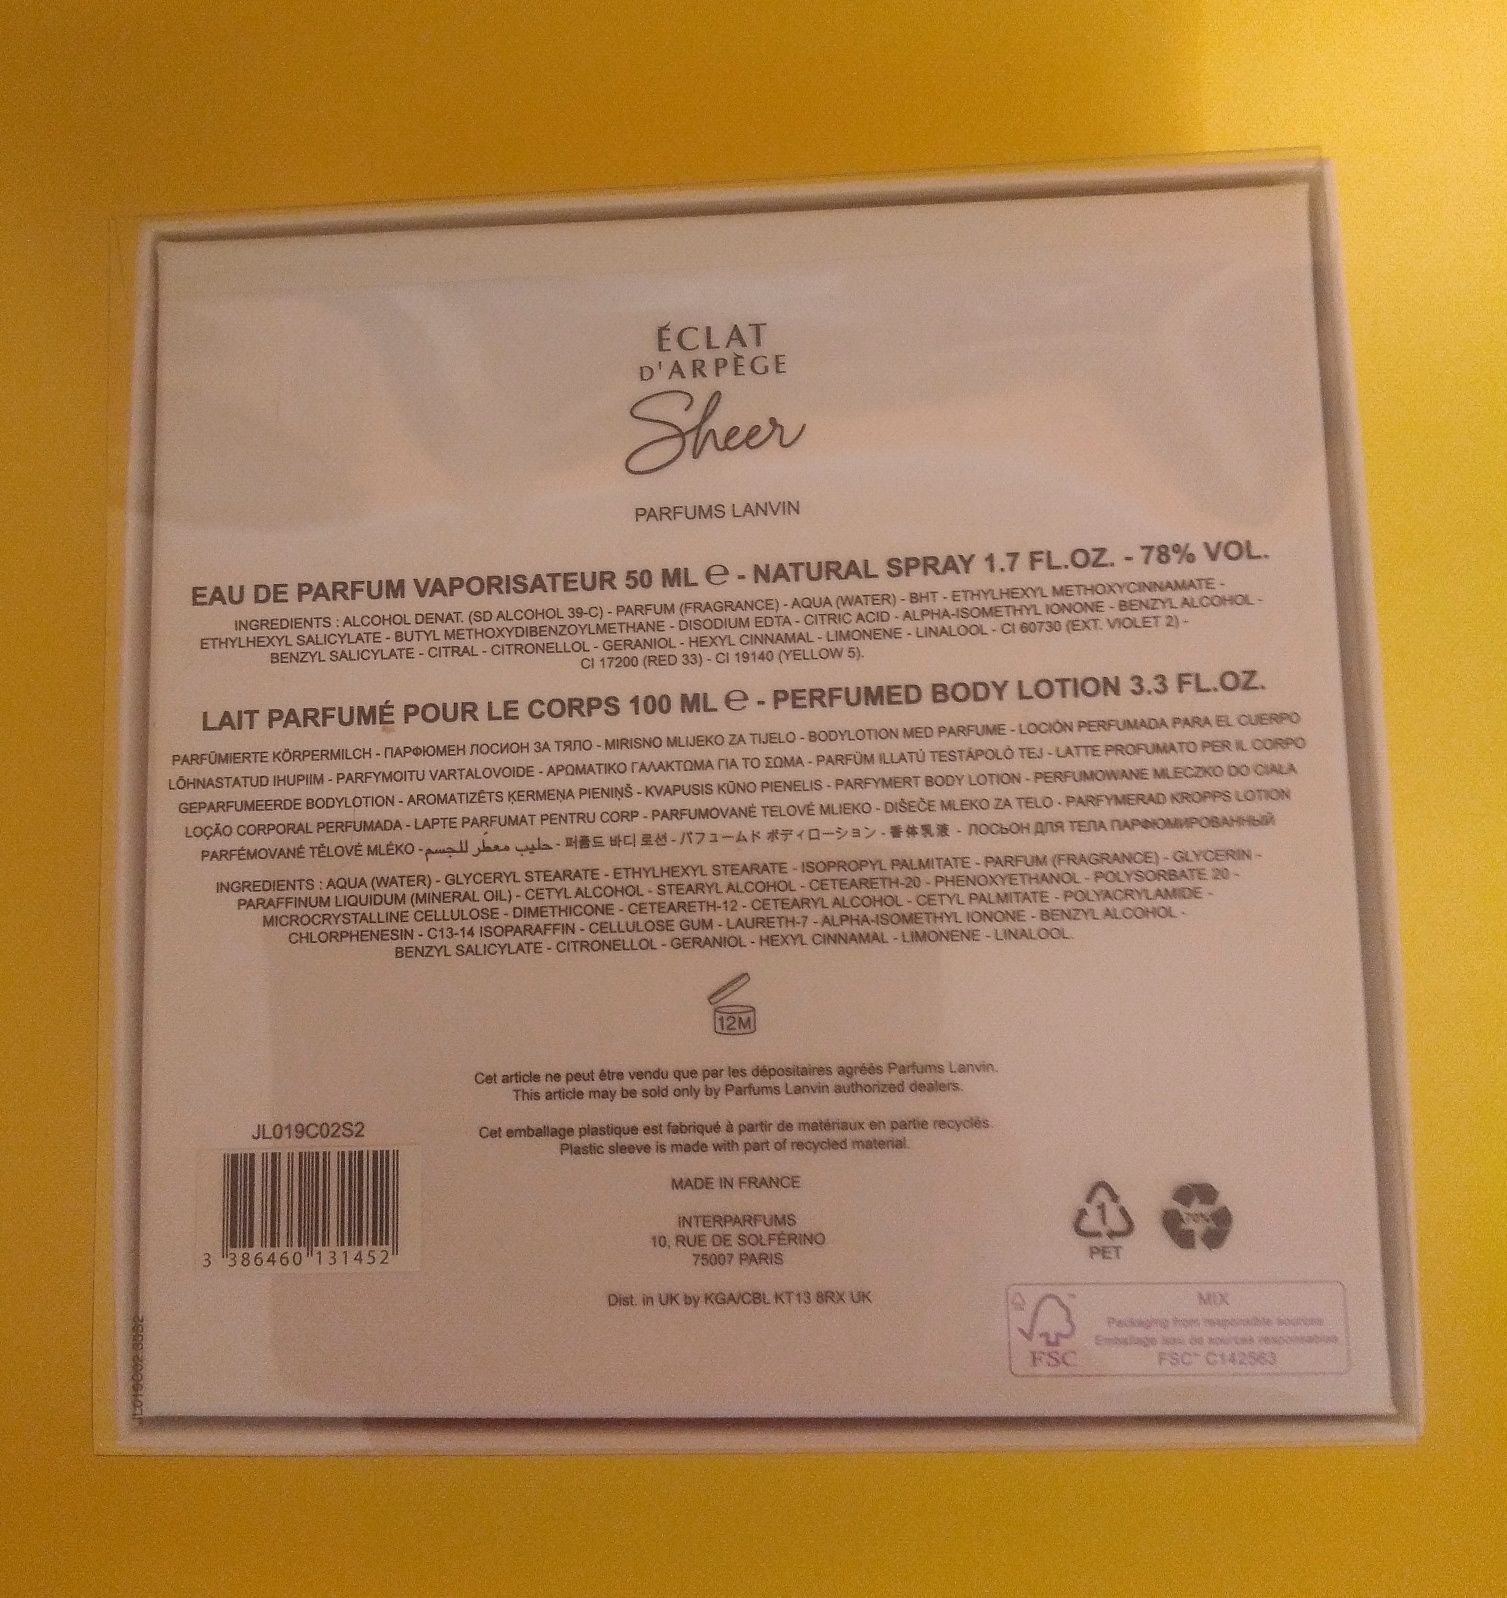 ÉCLAT
D'ARPÈGE
Sheer
PARFUMS LANVIN
EAU DE PARFUM VAPORISATEUR 50 ML ℮ - NATURAL SPRAY 1.7 FL.OZ. - 78% VOL.
INGREDIENTS : ALCOHOL DENAT. (SD ALCOHOL 39-C) - PARFUM (FRAGRANCE) - AQUA (WATER) - BHT - ETHYLHEXYL METHOXYCINNAMATE -
ETHYLHEXYL SALICYLATE - BUTYL METHOXYDIBENZOYLMETHANE - DISODIUM EDTA - CITRIC ACID - ALPHA-ISOMETHYL IONONE - BENZYL ALCOHOL -
BENZYL SALICYLATE - CITRAL - CITRONELLOL - GERANIOL - HEXYL CINNAMAL - LIMONENE - LINALOOL - CI 60730 (EXT. VIOLET 2) -
CI 17200 (RED 33) - CI 19140 (YELLOW 5).
LAIT PARFUMÉ POUR LE CORPS 100 ML ℮ - PERFUMED BODY LOTION 3.3 FL.OZ.
PARFÜMIERTE KÖRPERMILCH - ПАРФЮМЕН ЛОСИОН ЗА ТЯЛО - MIRISNO MLIJEKO ZA TIJELO - BODYLOTION MED PARFUME - LOCIÓN PERFUMADA PARA EL CUERPO
LÕHNASTATUD IHUPIIM - PARFYMOITU VARTALOVOIDE - ΑΡΩΜΑΤΙΚΟ ΓΑΛΑΚΤΩΜΑ ΓΙΑ ΤΟ ΣΩΜΑ - PARFÜM ILLATÚ TESTÁPOLÓ TEJ - LATTE PROFUMATO PER IL CORPO
GEPARFUMEERDE BODYLOTION - AROMATIZĒTS ĶERMEŅA PIENIŅŠ - KVAPUSIS KŪNO PIENELIS - PARFYMERT BODY LOTION - PERFUMOWANE MLECZKO DO CIAŁA
LOÇÃO CORPORAL PERFUMADA - LAPTE PARFUMAT PENTRU CORP - PARFUMOVANÉ TELOVÉ MLIEKO - DIŠEČE MLEKO ZA TELO - PARFYMERAD KROPPS LOTION
PARFÉMOVANÉ TĚLOVÉ MLÉKO - حليب معطّر للجسم - 퍼퓸드 바디 로션 - パフュームド ボディローション - 香体乳液 - ЛОСЬОН ДЛЯ ТЕЛА ПАРФЮМИРОВАННЫЙ
INGREDIENTS : AQUA (WATER) - GLYCERYL STEARATE - ETHYLHEXYL STEARATE - ISOPROPYL PALMITATE - PARFUM (FRAGRANCE) - GLYCERIN -
PARAFFINUM LIQUIDUM (MINERAL OIL) - CETYL ALCOHOL - STEARYL ALCOHOL - CETEARETH-20 - PHENOXYETHANOL - POLYSORBATE 20 -
MICROCRYSTALLINE CELLULOSE - DIMETHICONE - CETEARETH-12 - CETEARYL ALCOHOL - CETYL PALMITATE - POLYACRYLAMIDE -
CHLORPHENESIN - C13-14 ISOPARAFFIN - CELLULOSE GUM - LAURETH-7 - ALPHA-ISOMETHYL IONONE - BENZYL ALCOHOL -
BENZYL SALICYLATE - CITRONELLOL - GERANIOL - HEXYL CINNAMAL - LIMONENE - LINALOOL.
12M
Cet article ne peut être vendu que par les dépositaires agréés Parfums Lanvin.
This article may be sold only by Parfums Lanvin authorized dealers.
Cet emballage plastique est fabriqué à partir de matériaux en partie recyclés.
Plastic sleeve is made with part of recycled material.
MADE IN FRANCE
INTERPARFUMS
10, RUE DE SOLFÉRINO
75007 PARIS
Dist. in UK by KGA/CBL KT13 8RX UK
JL019C02S2
3 386460 131452
1
PET
70%
FSC
MIX
Packaging from responsible sources
Emballage issu de sources responsables
FSC™ C142563